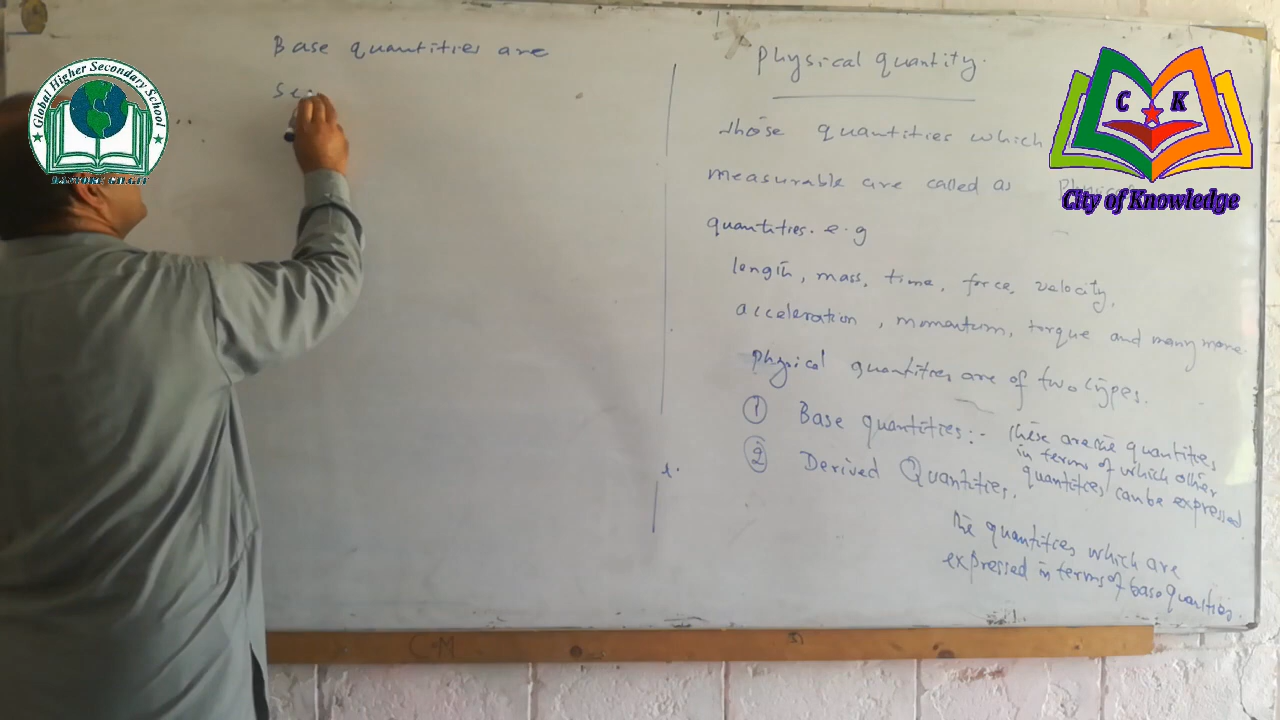 Global Higher Secondary School
DANYORE GILGIT
Base quantities are
Se
Physical quantity.
Those quantities which
measurable are called as Physical
quantities. e.g
length, mass, time, force, velocity,
acceleration, momentum, torque and many more.
Physical quantities are of two types.
1 Base quantities:- These are the quantities
in terms of which other
quantities can be expressed
2 Derived Quantities.
The quantities which are
expressed in terms of base quantities.
C K
City of Knowledge
C.M